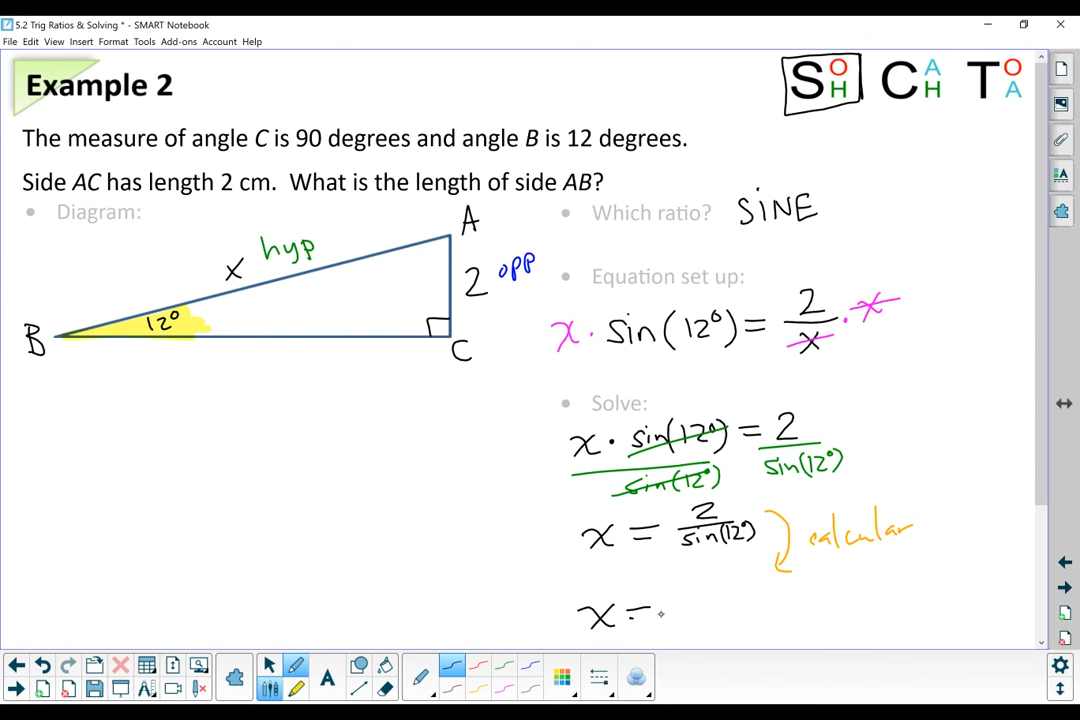 5.2 Trig Ratios & Solving * - SMART Notebook
File Edit View Insert Format Tools Add-ons Account Help
Example 2
S O H C A H T O A
The measure of angle C is 90 degrees and angle B is 12 degrees.
Side AC has length 2 cm. What is the length of side AB?
Diagram:
A
hyp
x
2 opp
12°
B
C
Which ratio? SiNE
Equation set up:
x · sin(12°) = 2/x · x
Solve:
x · sin(12°) / sin(12°) = 2 / sin(12°)
x = 2 / sin(12°) calcular
x =